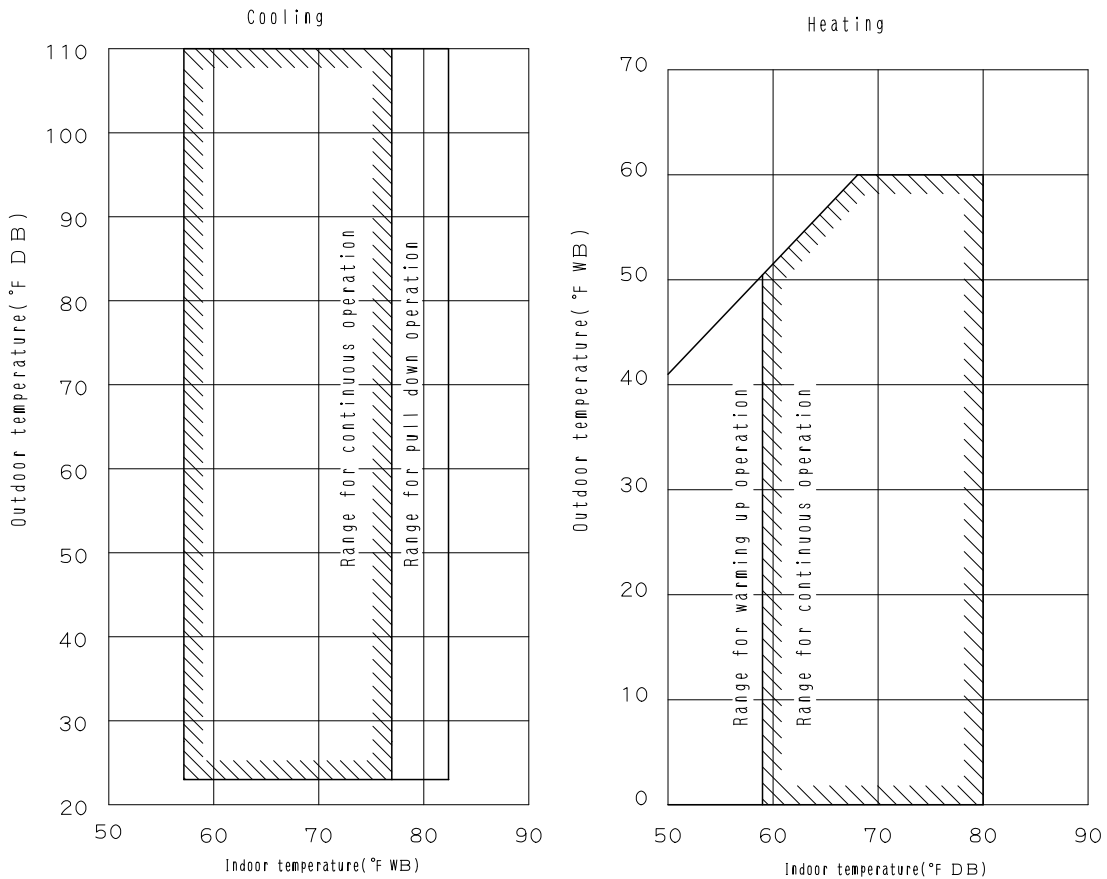 Cooling
110
100
90
80
70
60
50
40
30
20
50 60 70 80 90
Outdoor temperature(°F DB)
Range for continuous operation
Range for pull down operation
Indoor temperature(°F WB)
Heating
70
60
50
40
30
20
10
0
50 60 70 80 90
Outdoor temperature(°F WB)
Range for warming up operation
Range for continuous operation
Indoor temperature(°F DB)